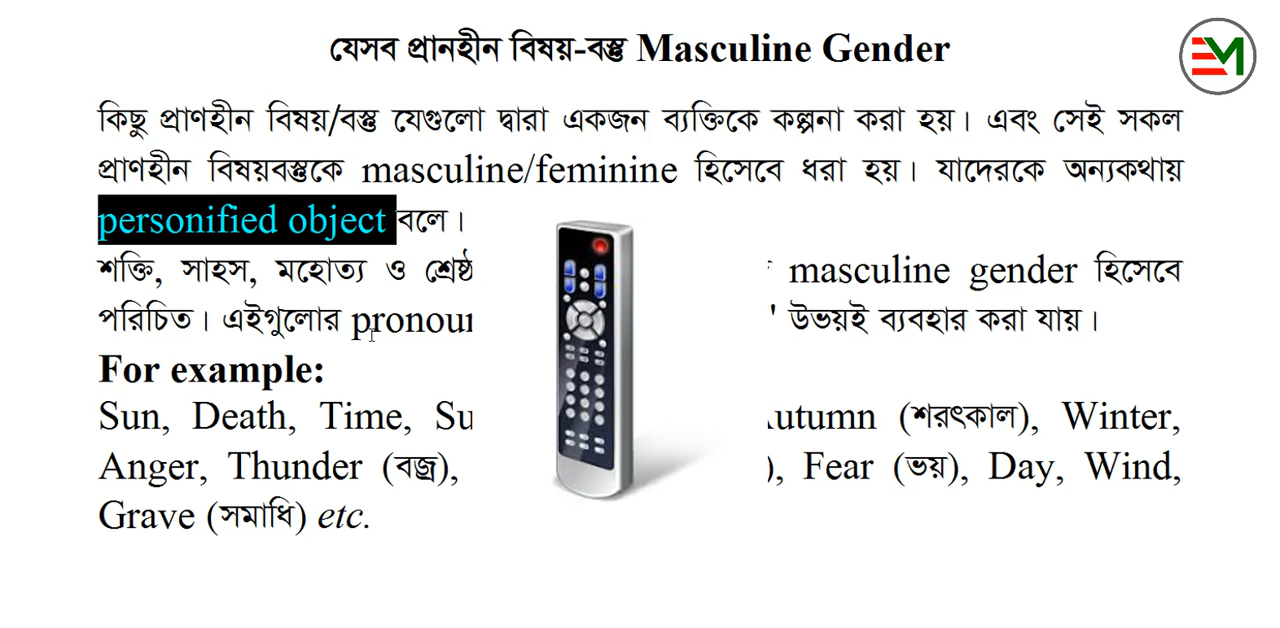 যেসব প্রানহীন বিষয়-বস্তু Masculine Gender
EM
কিছু প্রাণহীন বিষয়/বস্তু যেগুলো দ্বারা একজন ব্যক্তিকে কল্পনা করা হয়। এবং সেই সকল
প্রাণহীন বিষয়বস্তুকে masculine/feminine হিসেবে ধরা হয়। যাদেরকে অন্যকথায়
personified object বলে।
শক্তি, সাহস, মহোত্য ও শ্রেষ্ঠ masculine gender হিসেবে
পরিচিত। এইগুলোর ' উভয়ই ব্যবহার করা যায়।
For example:
Sun, Death, Time, (শরৎকাল), Winter,
Anger, Thunder (বজ্র), ), Fear (ভয়), Day, Wind,
Grave (সমাধি) etc.